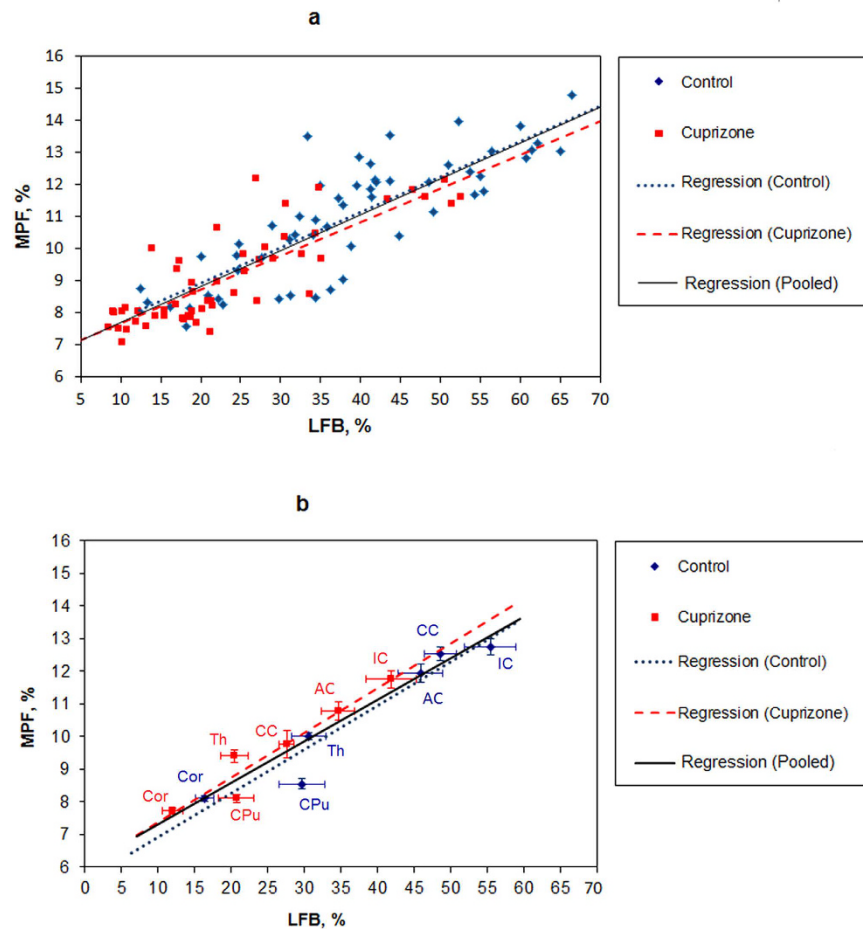 a
16
15
14
13
12
11
10
9
8
7
6
MPF, %
5 10 15 20 25 30 35 40 45 50 55 60 65 70
LFB, %
Control
Cuprizone
Regression (Control)
Regression (Cuprizone)
Regression (Pooled)
b
16
15
14
13
12
11
10
9
8
7
6
MPF, %
CC
IC
IC
AC
AC
Th
CC
Th
Cor
Cor
CPu
CPu
0 5 10 15 20 25 30 35 40 45 50 55 60 65 70
LFB, %
Control
Cuprizone
Regression (Control)
Regression (Cuprizone)
Regression (Pooled)